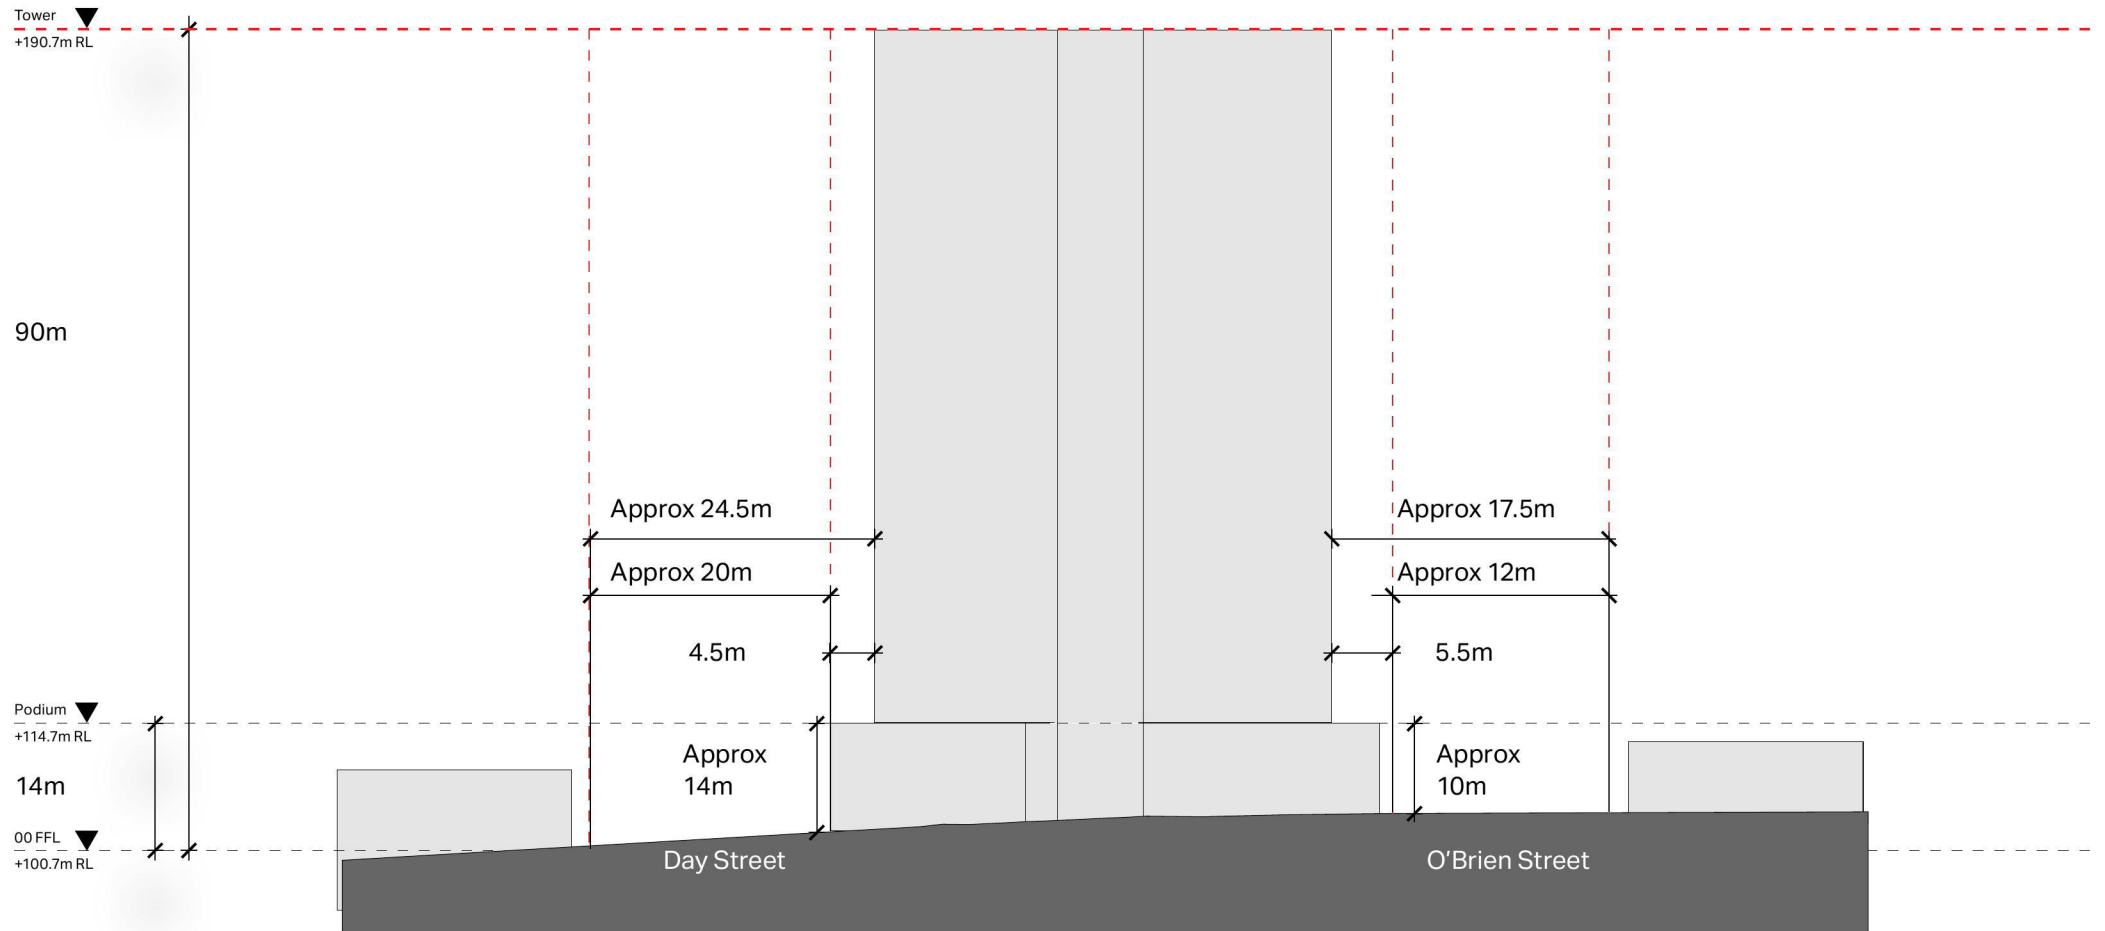 Tower
+190.7m RL
90m
Approx 24.5m
Approx 17.5m
Approx 20m
Approx 12m
4.5m
5.5m
Podium
+114.7m RL
Approx
14m
Approx
10m
14m
00 FFL
+100.7m RL
Day Street
O'Brien Street